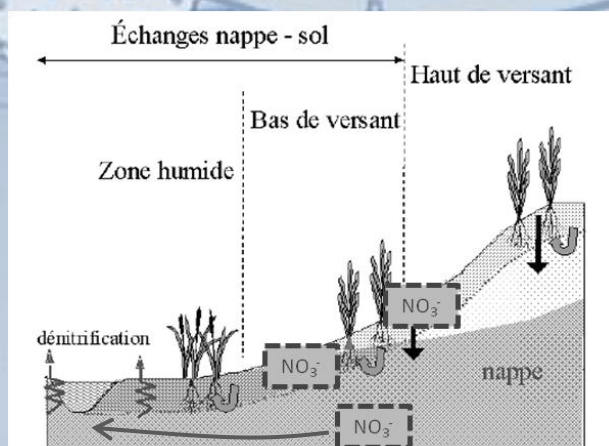 Échanges nappe - sol
Haut de versant
Bas de versant
Zone humide
NO₃⁻
dénitrification
NO₃⁻
nappe
NO₃⁻